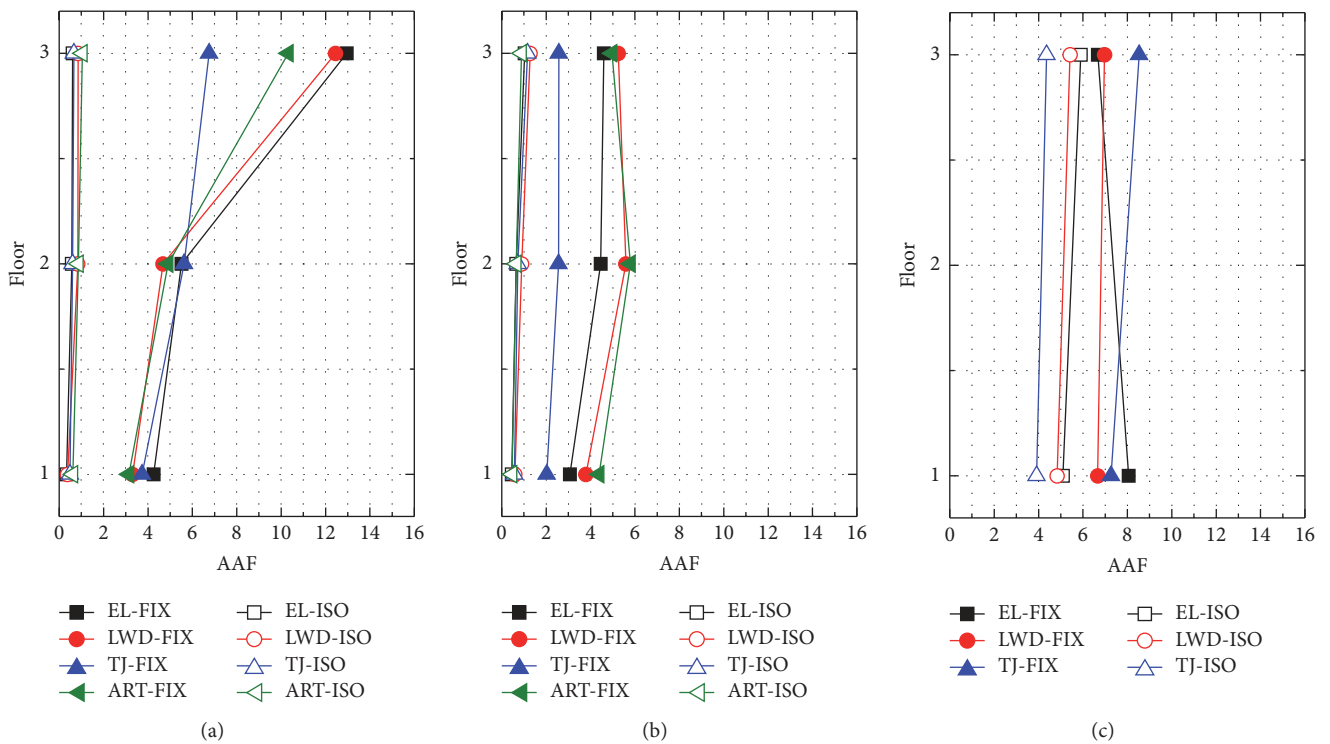 3
2
1
Floor
0 2 4 6 8 10 12 14 16
AAF
EL-FIX EL-ISO
LWD-FIX LWD-ISO
TJ-FIX TJ-ISO
ART-FIX ART-ISO
(a)
3
2
1
Floor
0 2 4 6 8 10 12 14 16
AAF
EL-FIX EL-ISO
LWD-FIX LWD-ISO
TJ-FIX TJ-ISO
ART-FIX ART-ISO
(b)
3
2
1
Floor
0 2 4 6 8 10 12 14 16
AAF
EL-FIX EL-ISO
LWD-FIX LWD-ISO
TJ-FIX TJ-ISO
(c)